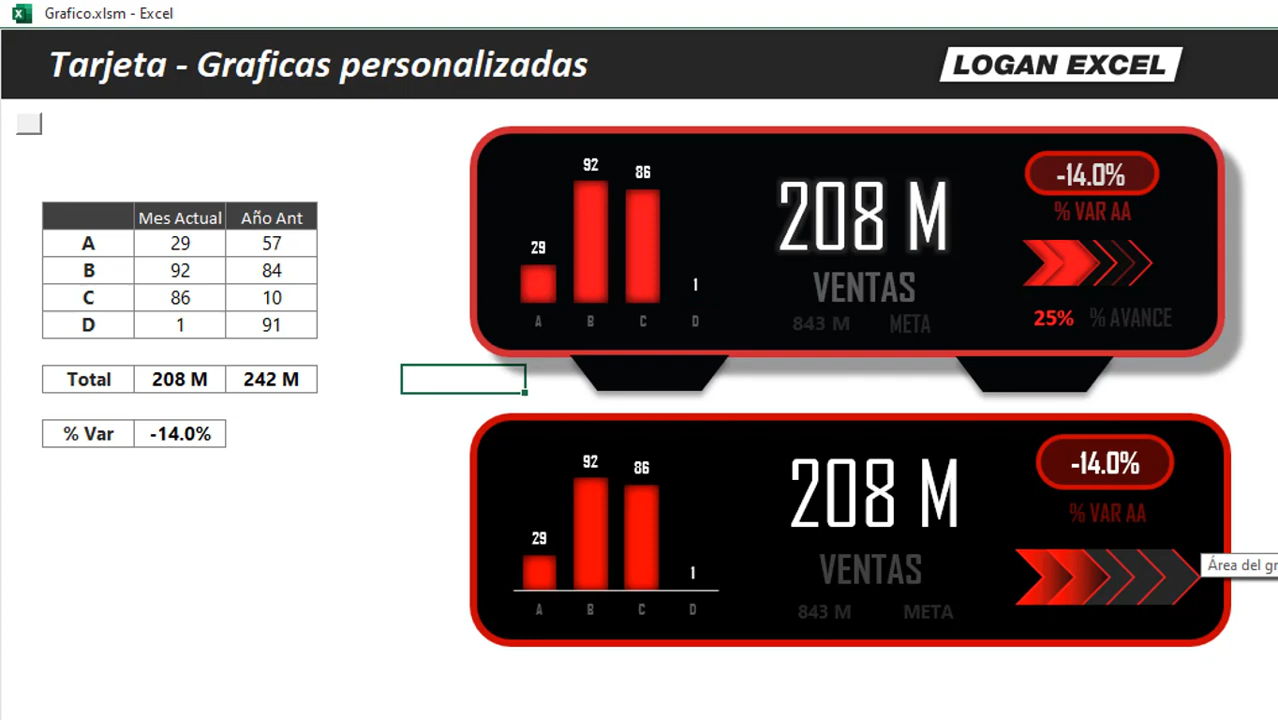 Grafico.xlsm - Excel
Tarjeta - Graficas personalizadas
LOGAN EXCEL
Mes Actual Año Ant
A 29 57
B 92 84
C 86 10
D 1 91
Total 208 M 242 M
% Var -14.0%
29 92 86 1
A B C D
208 M
VENTAS
843 M META
-14.0%
% VAR AA
25% % AVANCE
29 92 86 1
A B C D
208 M
VENTAS
843 M META
-14.0%
% VAR AA
Área del gr